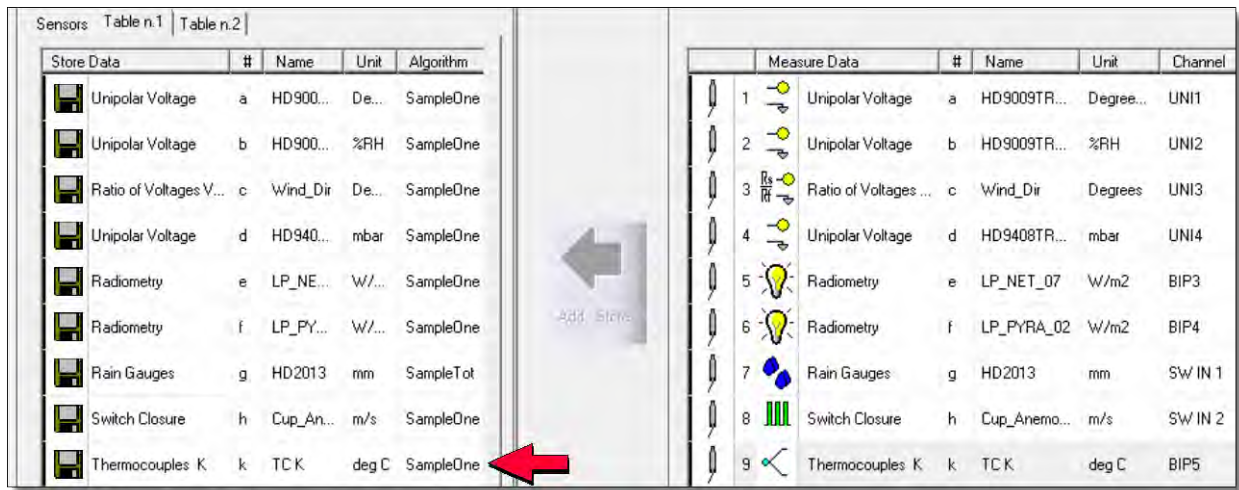 Sensors Table n.1 Table n.2
Store Data # Name Unit Algorithm
Unipolar Voltage a HD900... De... SampleOne
Unipolar Voltage b HD900... %RH SampleOne
Ratio of Voltages V... c Wind_Dir De... SampleOne
Unipolar Voltage d HD940... mbar SampleOne
Radiometry e LP_NE... W/... SampleOne
Radiometry f LP_PY... W/... SampleOne
Rain Gauges g HD2013 mm SampleTot
Switch Closure h Cup_An... m/s SampleOne
Thermocouples K k TC K deg C SampleOne
Add Store
Measure Data # Name Unit Channel
1 Unipolar Voltage a HD9009TR... Degree... UNI1
2 Unipolar Voltage b HD9009TR... %RH UNI2
3 Rs Rf Ratio of Voltages ... c Wind_Dir Degrees UNI3
4 Unipolar Voltage d HD9408TR... mbar UNI4
5 Radiometry e LP_NET_07 W/m2 BIP3
6 Radiometry f LP_PYRA_02 W/m2 BIP4
7 Rain Gauges g HD2013 mm SW IN 1
8 Switch Closure h Cup_Anemo... m/s SW IN 2
9 Thermocouples K k TC K deg C BIP5